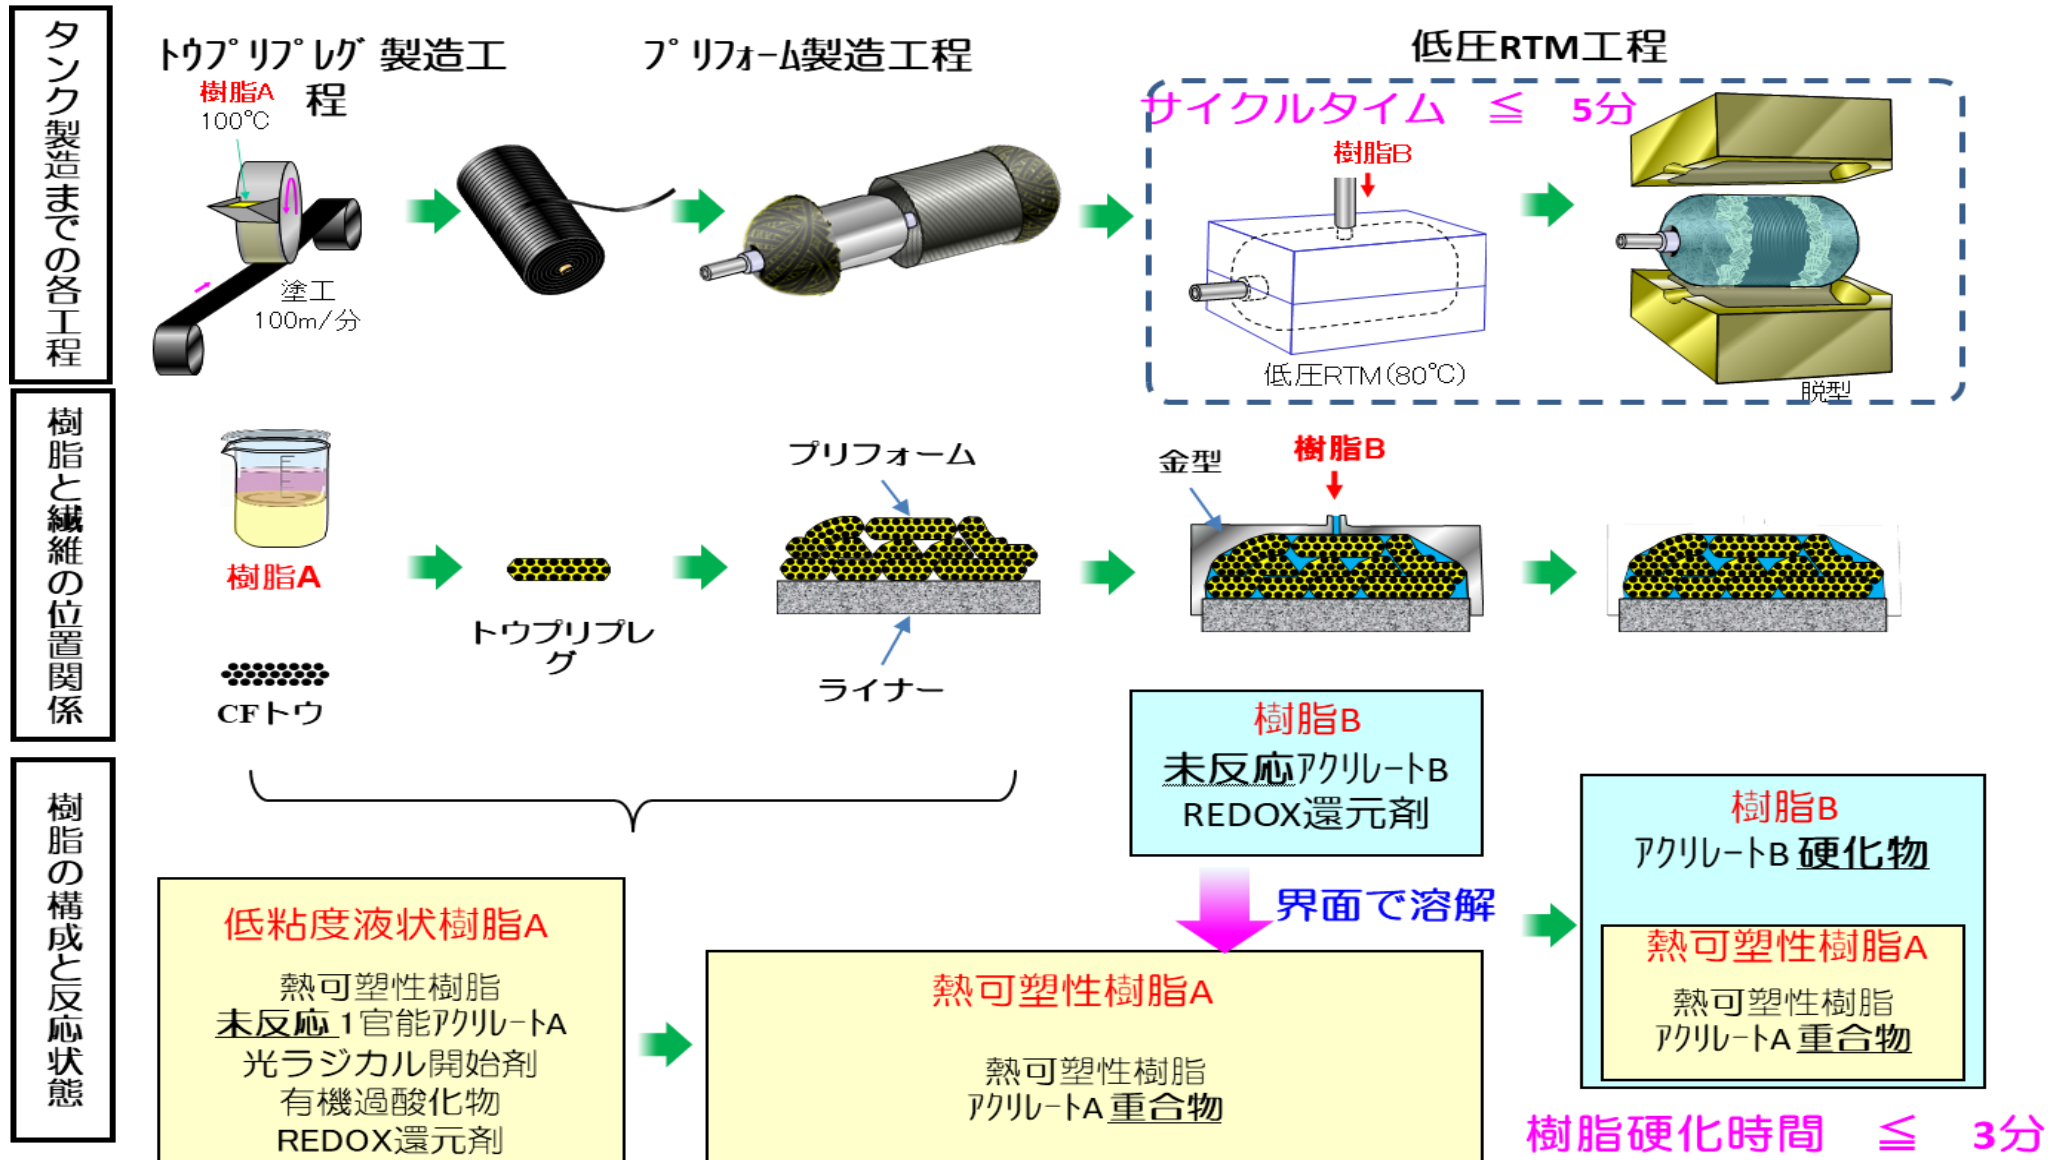 タンク製造までの各工程
ﾄｳﾌﾟﾘﾌﾟﾚｸﾞ製造工
程
樹脂A
100℃
塗工
100m/分
ﾌﾟﾘﾌｫｰﾑ製造工程
低圧RTM工程
サイクルタイム ≦ 5分
樹脂B
低圧RTM(80℃)
脱型
樹脂と繊維の位置関係
樹脂A
CFトウ
トウプリプレ
グ
プリフォーム
ライナー
金型
樹脂B
樹脂の構成と反応状態
低粘度液状樹脂A
熱可塑性樹脂
未反応1官能ｱｸﾘﾚｰﾄA
光ラジカル開始剤
有機過酸化物
REDOX還元剤
熱可塑性樹脂A
熱可塑性樹脂
ｱｸﾘﾚｰﾄA重合物
樹脂B
未反応ｱｸﾘﾚｰﾄB
REDOX還元剤
界面で溶解
樹脂B
ｱｸﾘﾚｰﾄB硬化物
熱可塑性樹脂A
熱可塑性樹脂
ｱｸﾘﾚｰﾄA重合物
樹脂硬化時間 ≦ 3分